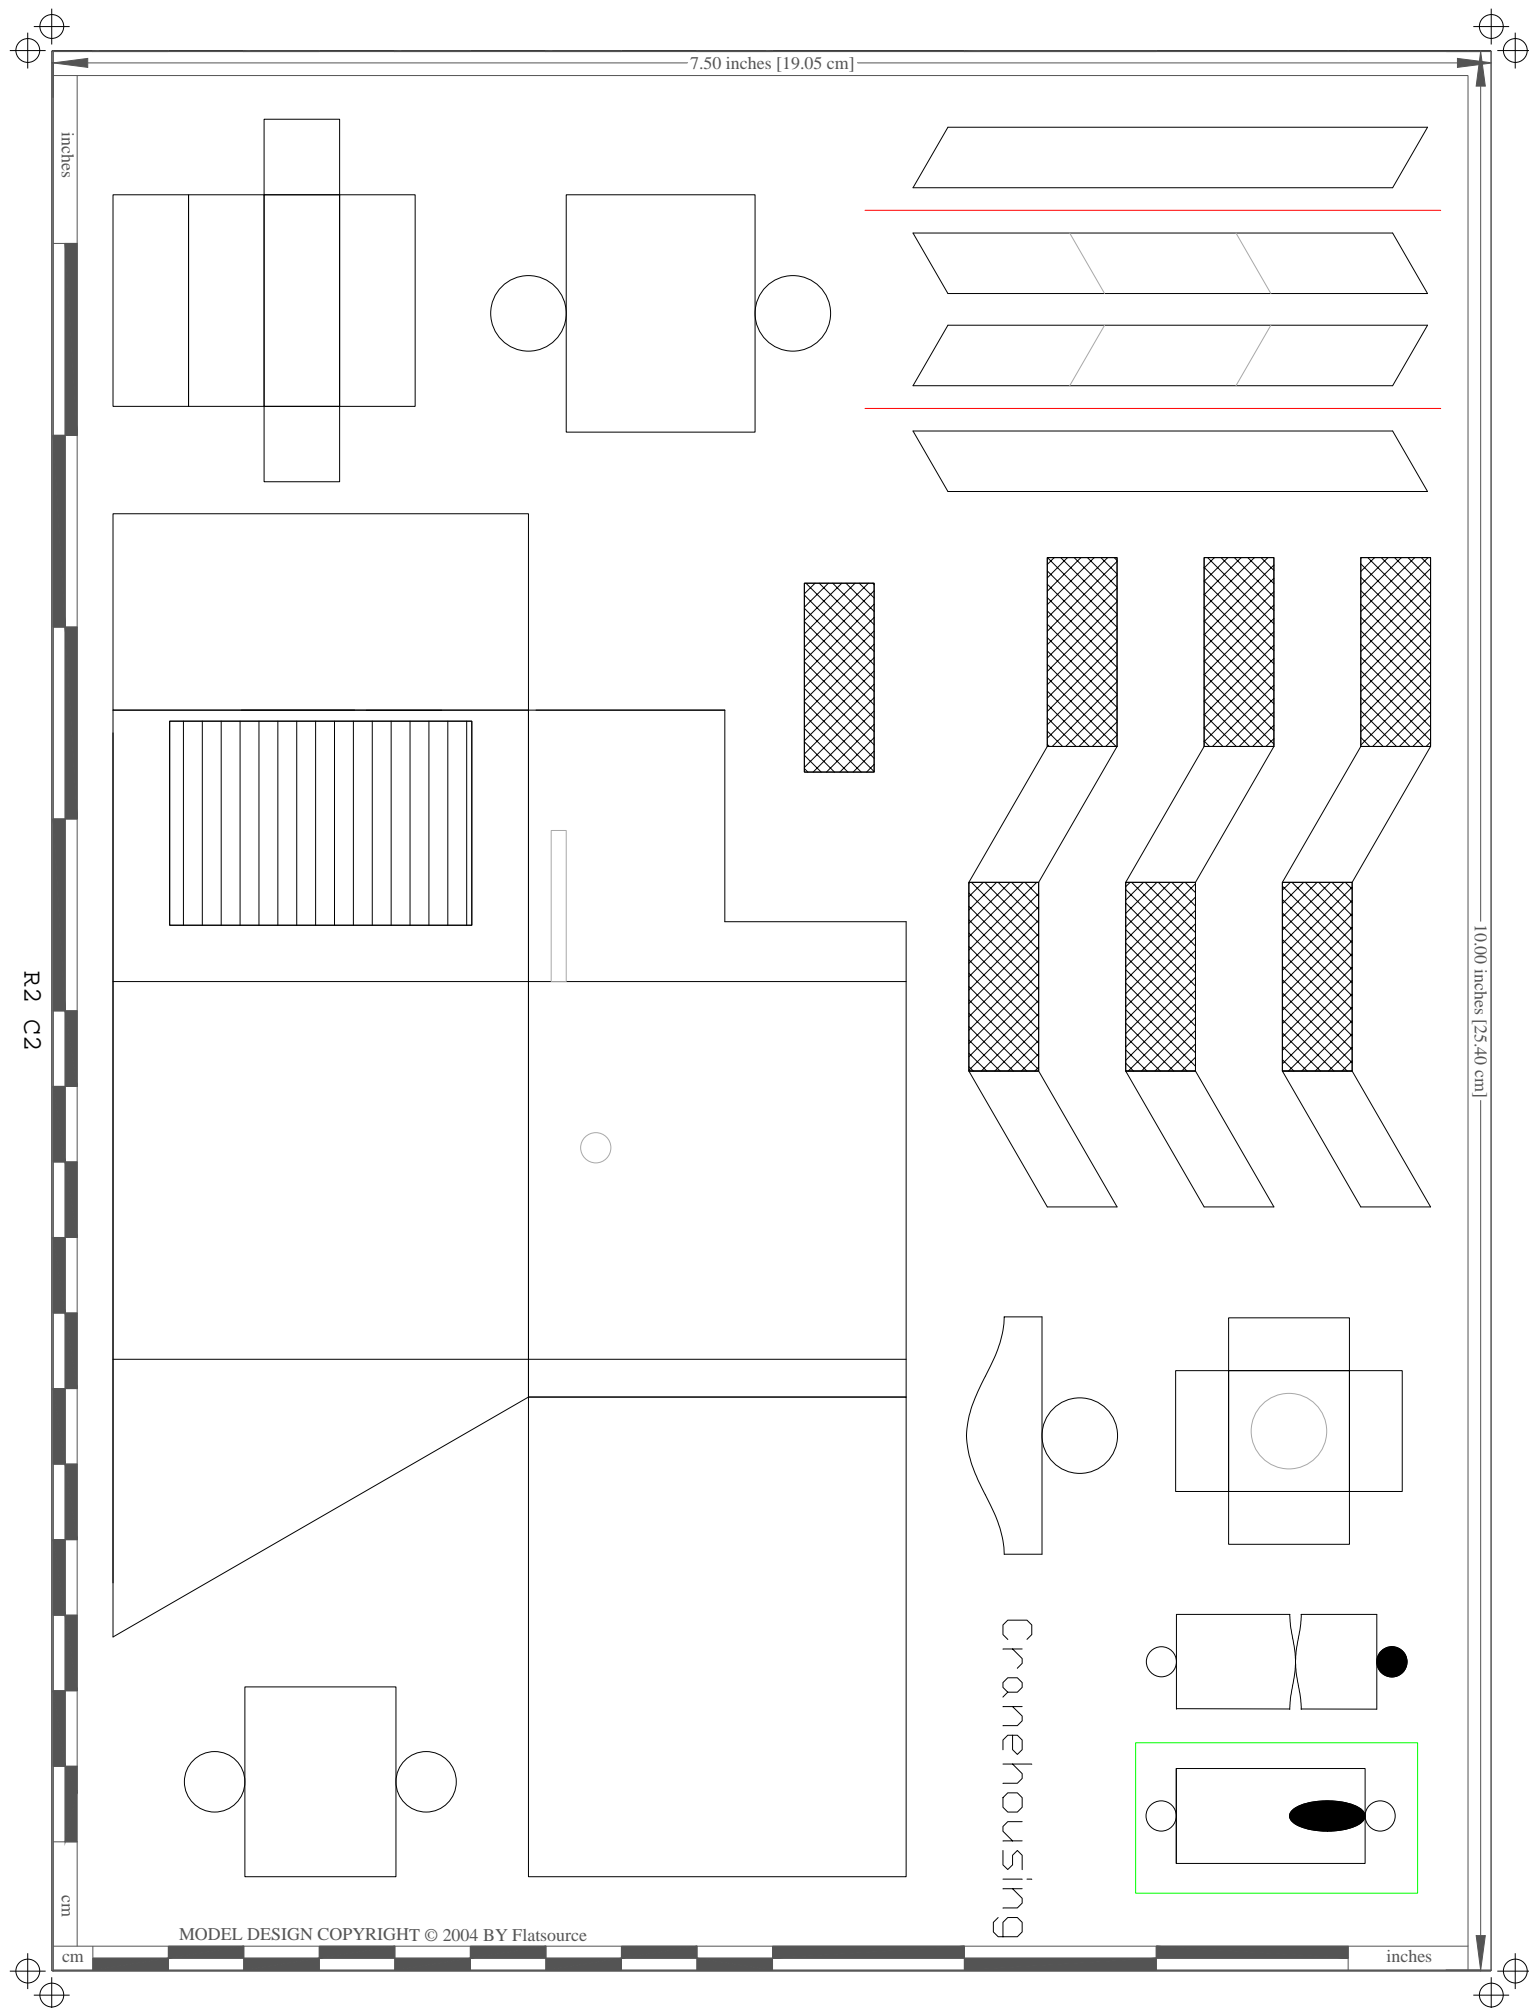 7.50 inches [19.05 cm]
inches
10.00 inches [25.40 cm]
R2 C2
Cranehousing
cm
MODEL DESIGN COPYRIGHT © 2004 BY Flatsource
cm
inches